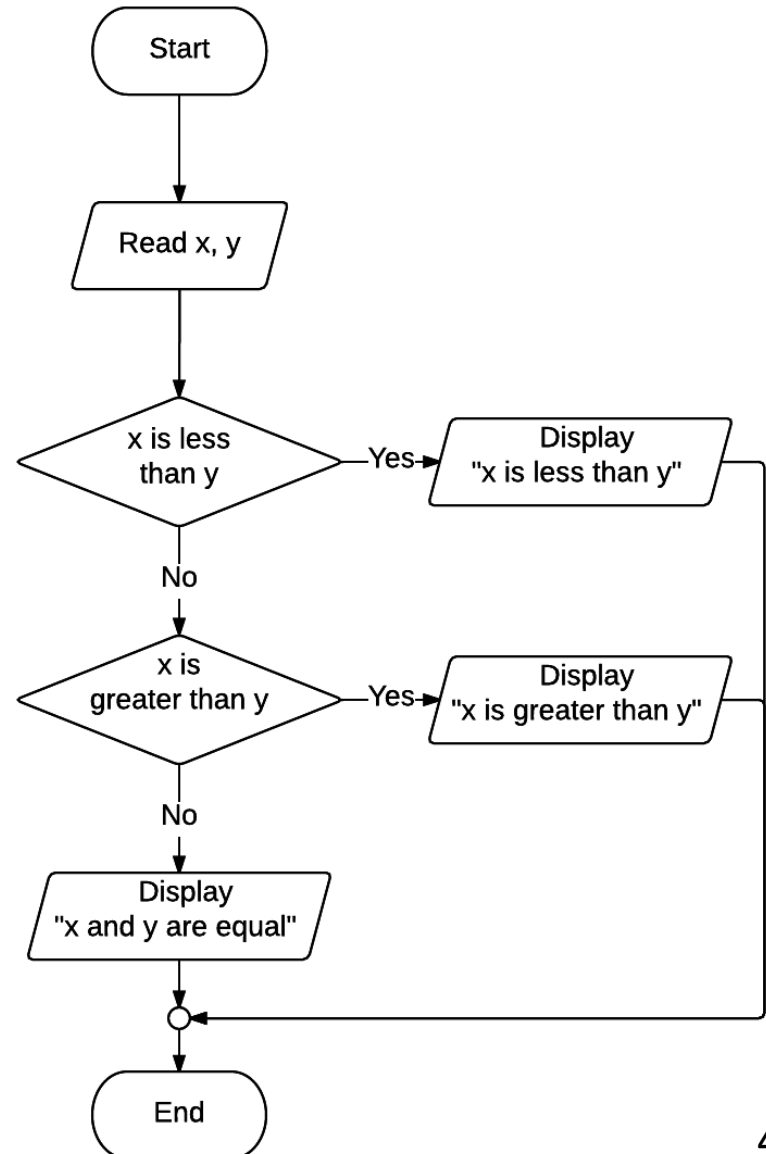 Start
Read x, y
x is less
than y
Yes
Display
"x is less than y"
No
x is
greater than y
Yes
Display
"x is greater than y"
No
Display
"x and y are equal"
End